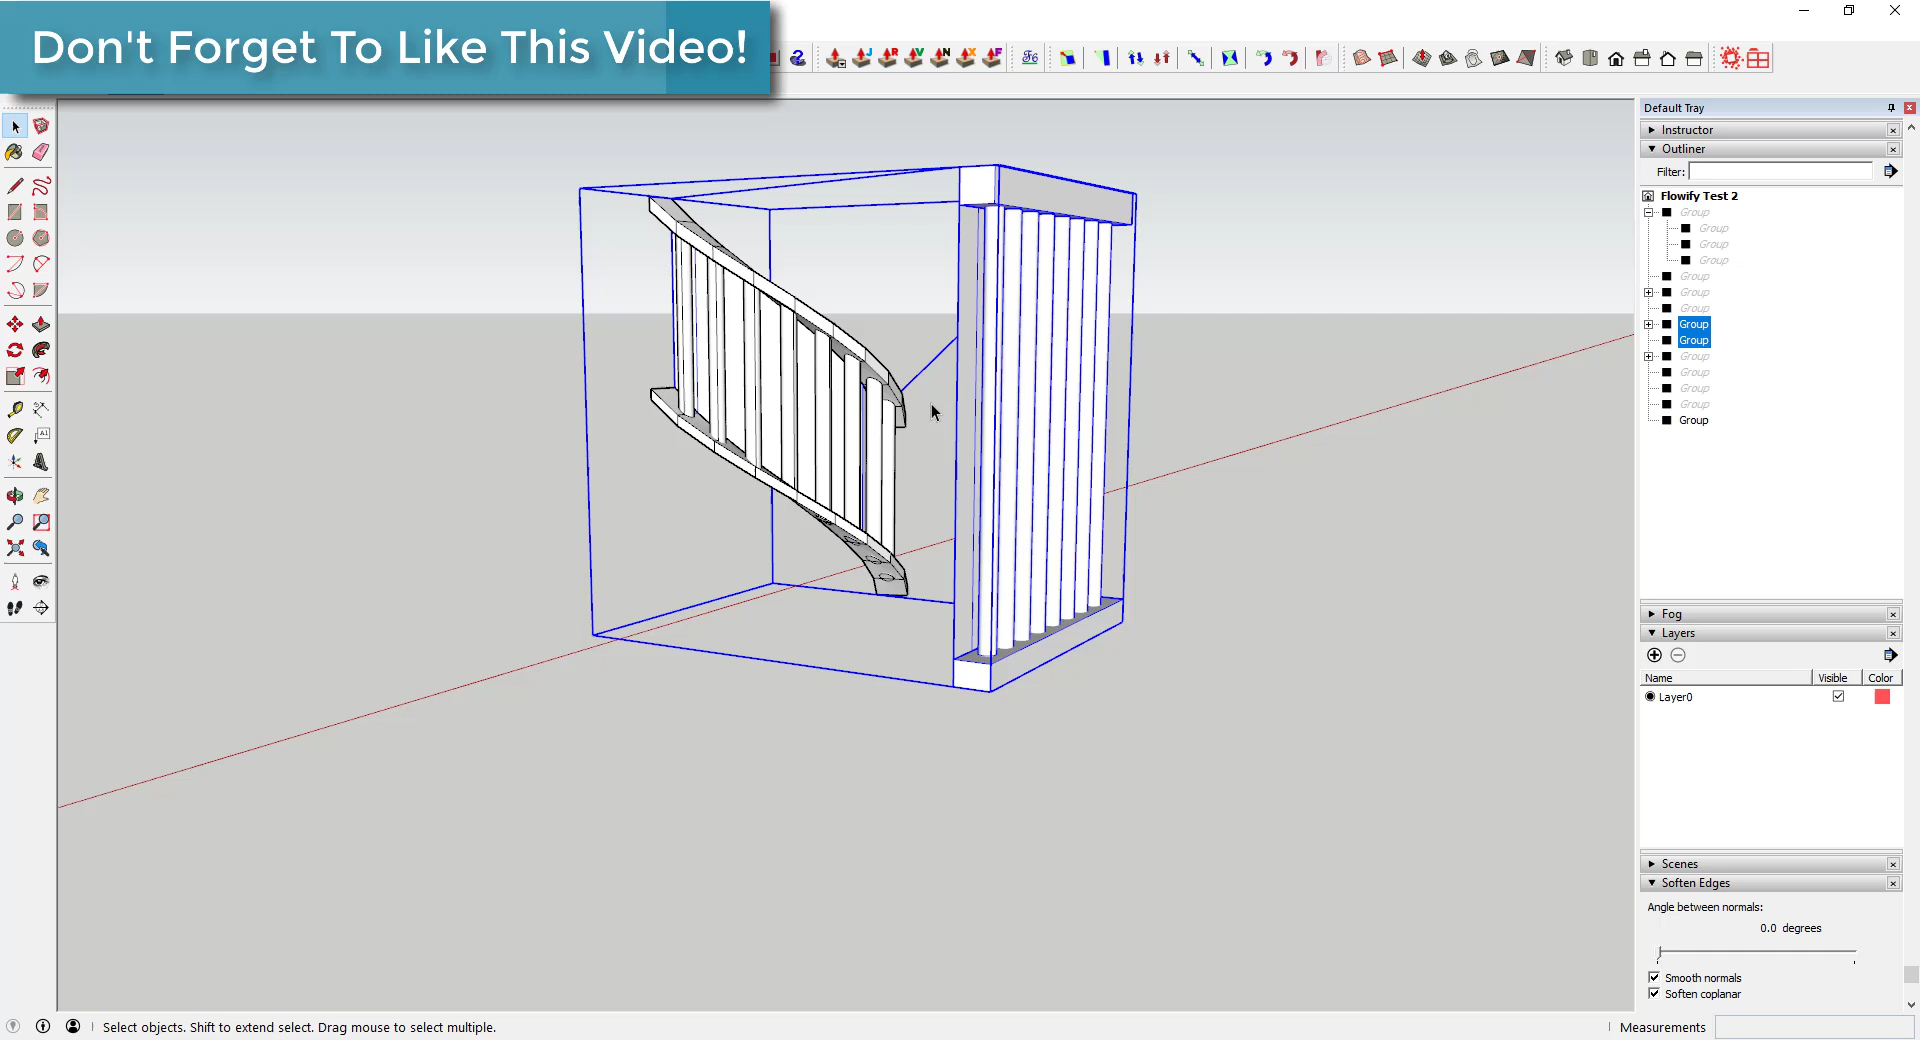 Don't Forget To Like This Video!
J
R
V
N
X
F
Default Tray
Instructor
Outliner
Filter:
Flowify Test 2
Group
Group
Group
Group
Group
Group
Group
Group
Group
Group
Group
Group
Group
Group
A1
Fog
Layers
Name Visible Color
Layer0
Scenes
Soften Edges
Angle between normals:
0.0 degrees
Smooth normals
Soften coplanar
Select objects. Shift to extend select. Drag mouse to select multiple.
Measurements